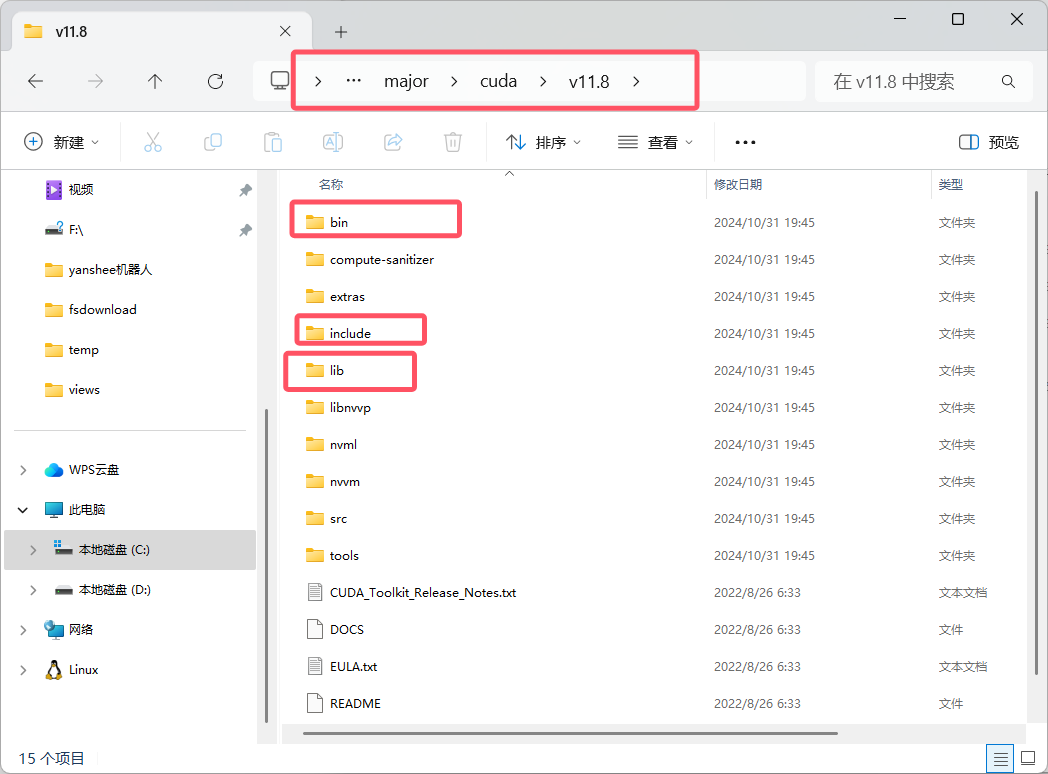 v11.8
major cuda v11.8
在 v11.8 中搜索
新建 排序 查看 预览
视频
F:\
yanshee机器人
fsdownload
temp
views
WPS云盘
此电脑
本地磁盘 (C:)
本地磁盘 (D:)
网络
Linux
名称 修改日期 类型
bin 2024/10/31 19:45 文件夹
compute-sanitizer 2024/10/31 19:45 文件夹
extras 2024/10/31 19:45 文件夹
include 2024/10/31 19:45 文件夹
lib 2024/10/31 19:45 文件夹
libnvvp 2024/10/31 19:45 文件夹
nvml 2024/10/31 19:45 文件夹
nvvm 2024/10/31 19:45 文件夹
src 2024/10/31 19:45 文件夹
tools 2024/10/31 19:45 文件夹
CUDA_Toolkit_Release_Notes.txt 2022/8/26 6:33 文本文档
DOCS 2022/8/26 6:33 文件
EULA.txt 2022/8/26 6:33 文本文档
README 2022/8/26 6:33 文件
15 个项目